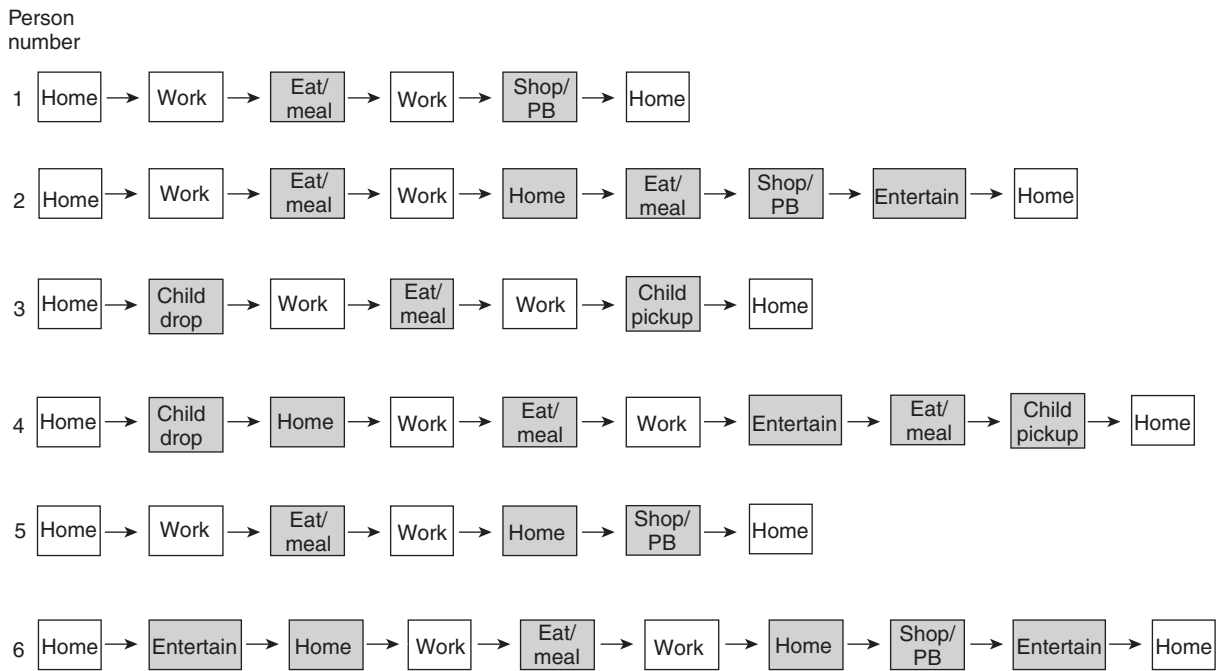 Person
number
1 Home Work Eat/ meal Work Shop/ PB Home
2 Home Work Eat/ meal Work Home Eat/ meal Shop/ PB Entertain Home
3 Home Child drop Work Eat/ meal Work Child pickup Home
4 Home Child drop Home Work Eat/ meal Work Entertain Eat/ meal Child pickup Home
5 Home Work Eat/ meal Work Home Shop/ PB Home
6 Home Entertain Home Work Eat/ meal Work Home Shop/ PB Entertain Home